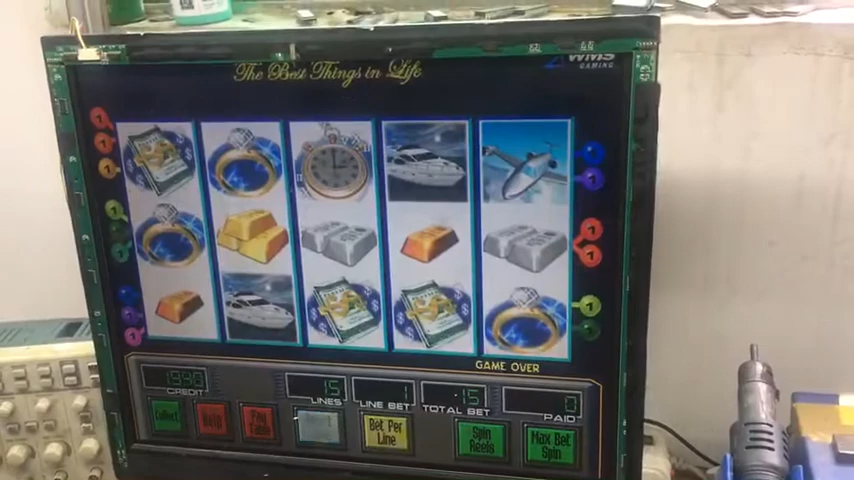 The Best Things in Life
WMS
GAMING
GAME OVER
CREDIT
15
LINES
1
LINE BET
15
TOTAL BET
0
PAID
Collect
Help
Pay Table
Bet Per Line
Spin Reels
Max Bet Spin